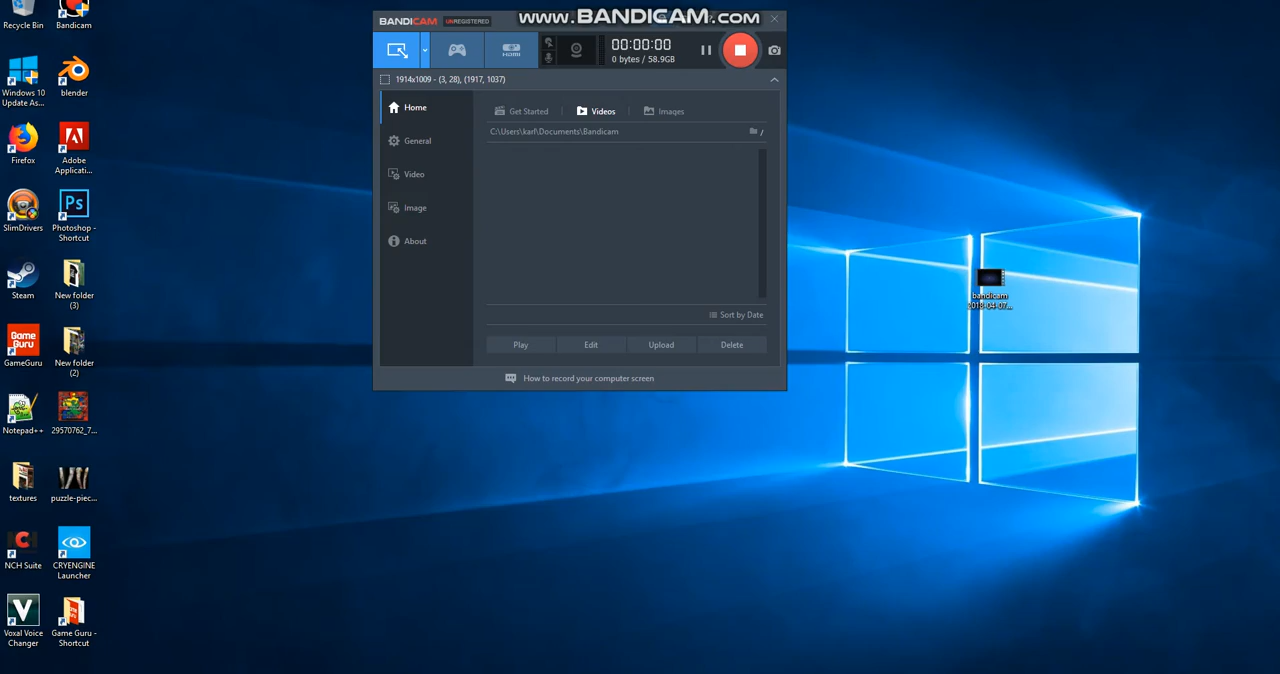 Recycle Bin
Bandicam
Windows 10
Update As...
blender
Firefox
Adobe
Applicati...
SlimDrivers
Photoshop -
Shortcut
Steam
New folder
(3)
GameGuru
New folder
(2)
Notepad++
29570762_7...
textures
puzzle-piec...
NCH Suite
CRYENGINE
Launcher
Voxal Voice
Changer
Game Guru -
Shortcut
BANDICAM UNREGISTERED
www.BANDICAM.com
HDMI
00:00:00
0 bytes / 58.9GB
1914x1009 - (3, 28), (1917, 1037)
Home
General
Video
Image
About
Get Started
Videos
Images
C:\Users\karl\Documents\Bandicam
Sort by Date
Play
Edit
Upload
Delete
How to record your computer screen
bandicam
2018-04-07...